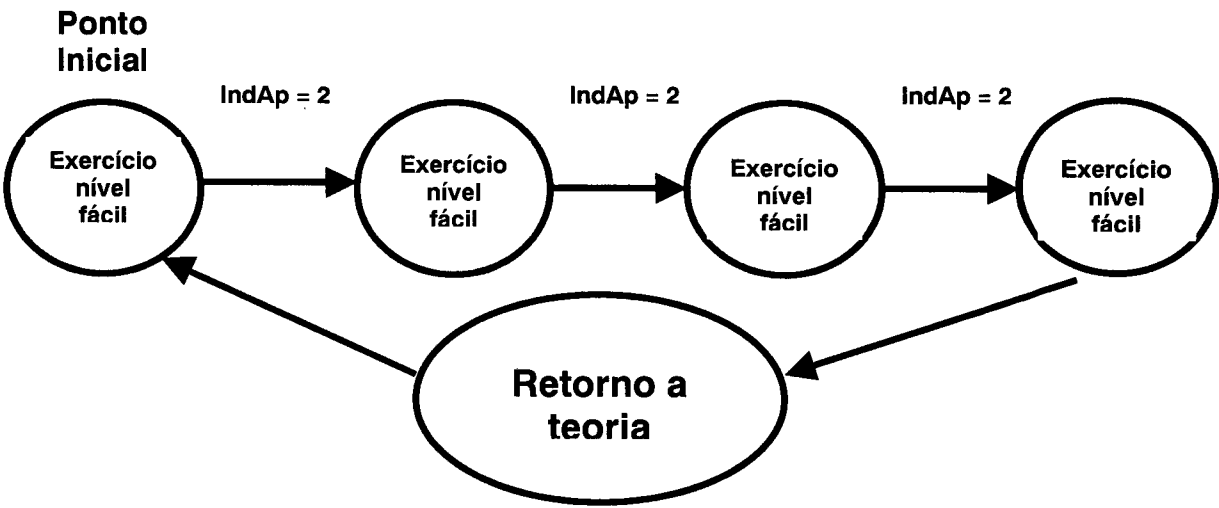 Ponto
Inicial
IndAp = 2
IndAp = 2
IndAp = 2
Exercício
nível
fácil
Exercício
nível
fácil
Exercício
nível
fácil
Exercício
nível
fácil
Retorno a
teoria